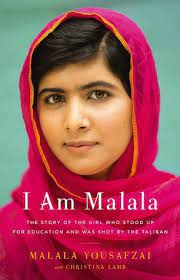 I Am Malala
THE STORY OF THE GIRL WHO STOOD UP
FOR EDUCATION AND WAS SHOT BY THE TALIBAN
MALALA YOUSAFZAI
WITH CHRISTINA LAMB